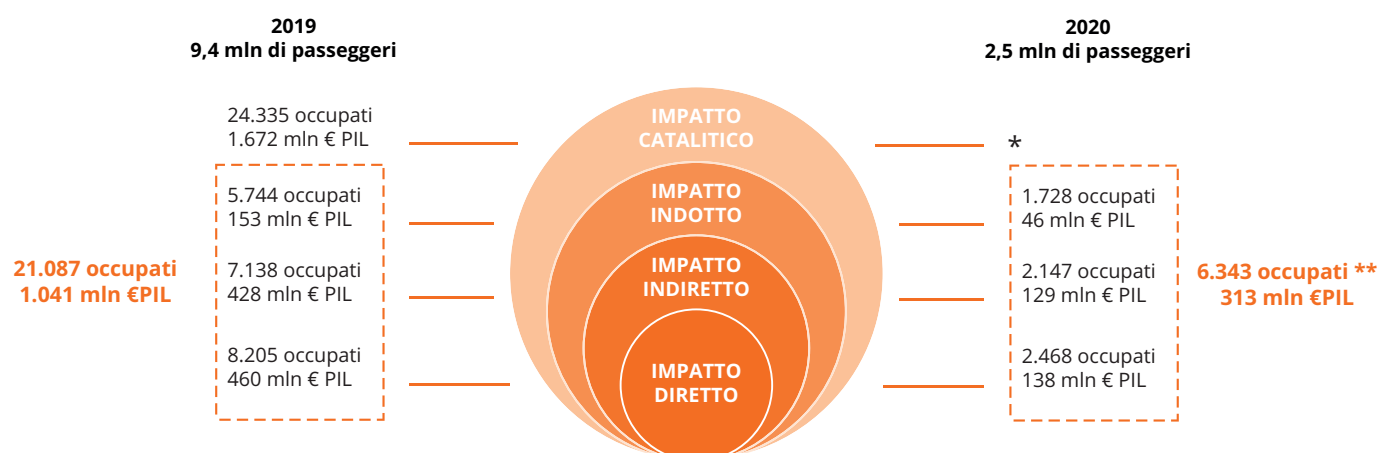 2019
9,4 mln di passeggeri
24.335 occupati
1.672 mln € PIL
5.744 occupati
153 mln € PIL
7.138 occupati
428 mln € PIL
8.205 occupati
460 mln € PIL
21.087 occupati
1.041 mln €PIL
IMPATTO
CATALITICO
IMPATTO
INDOTTO
IMPATTO
INDIRETTO
IMPATTO
DIRETTO
2020
2,5 mln di passeggeri
*
1.728 occupati
46 mln € PIL
2.147 occupati
129 mln € PIL
2.468 occupati
138 mln € PIL
6.343 occupati **
313 mln €PIL